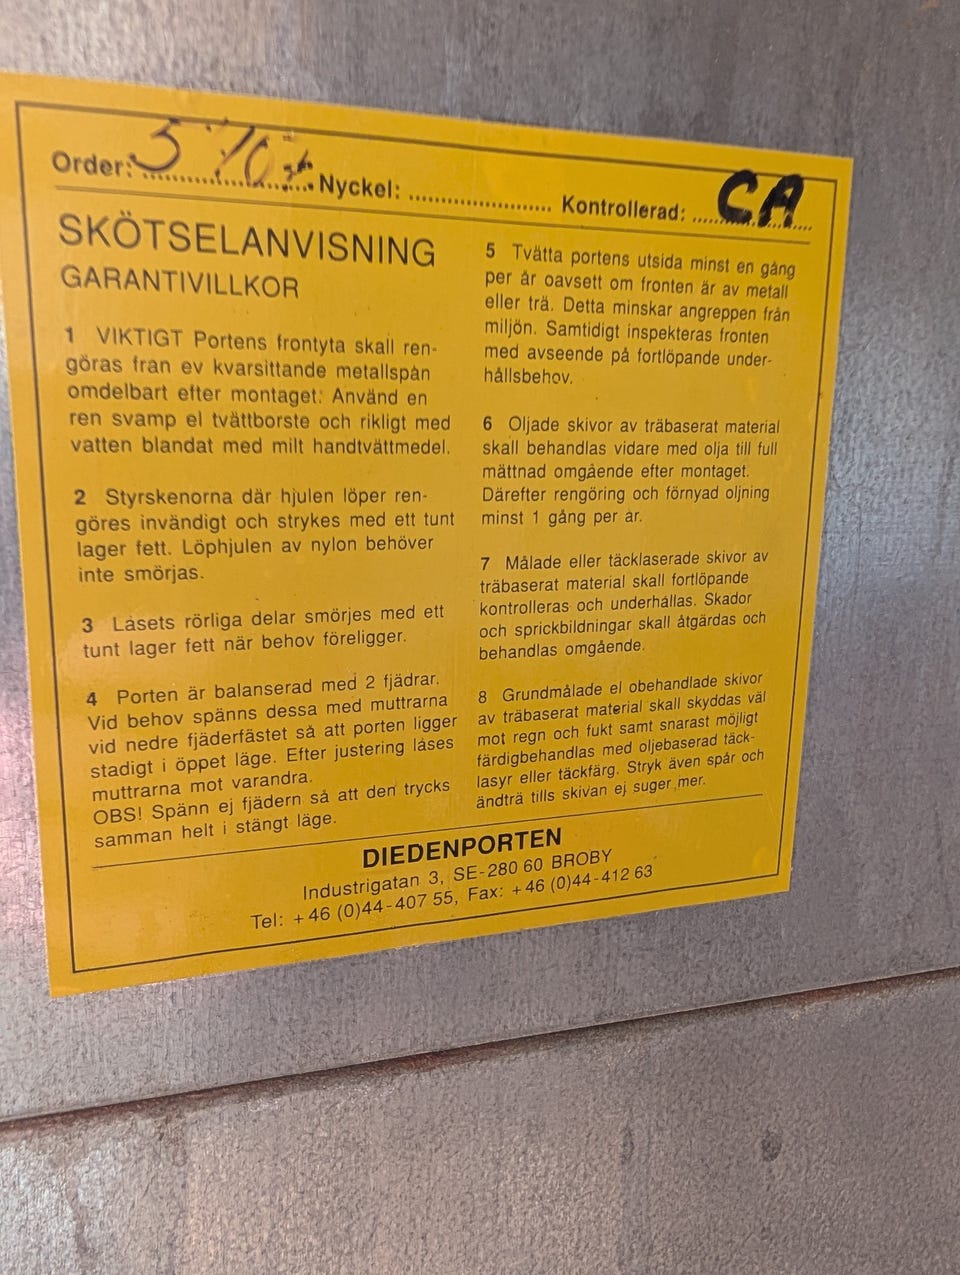 Order: 570 Nyckel: Kontrollerad: CA
SKÖTSELANVISNING
GARANTIVILLKOR
1 VIKTIGT Portens frontyta skall ren-
göras från ev kvarsittande metallspån
omdelbart efter montaget. Använd en
ren svamp el tvättborste och rikligt med
vatten blandat med milt handtvättmedel.
2 Styrskenorna där hjulen löper ren-
göres invändigt och strykes med ett tunt
lager fett. Löphjulen av nylon behöver
inte smörjas.
3 Låsets rörliga delar smörjes med ett
tunt lager fett när behov föreligger.
4 Porten är balanserad med 2 fjädrar.
Vid behov spänns dessa med muttrarna
vid nedre fjäderfästet så att porten ligger
stadigt i öppet läge. Efter justering låses
muttrarna mot varandra.
OBS! Spänn ej fjädern så att den trycks
samman helt i stängt läge.
5 Tvätta portens utsida minst en gång
per år oavsett om fronten är av metall
eller trä. Detta minskar angreppen från
miljön. Samtidigt inspekteras fronten
med avseende på fortlöpande under-
hållsbehov.
6 Oljade skivor av träbaserat material
skall behandlas vidare med olja till full
mättnad omgående efter montaget.
Därefter rengöring och förnyad oljning
minst 1 gång per år.
7 Målade eller täcklaserade skivor av
träbaserat material skall fortlöpande
kontrolleras och underhållas. Skador
och sprickbildningar skall åtgärdas och
behandlas omgående.
8 Grundmålade el obehandlade skivor
av träbaserat material skall skyddas väl
mot regn och fukt samt snarast möjligt
färdigbehandlas med oljebaserad täck-
lasyr eller täckfärg. Stryk även spår och
ändträ tills skivan ej suger mer.
DIEDENPORTEN
Industrigatan 3, SE-280 60 BROBY
Tel: +46 (0)44-407 55, Fax: +46 (0)44-412 63